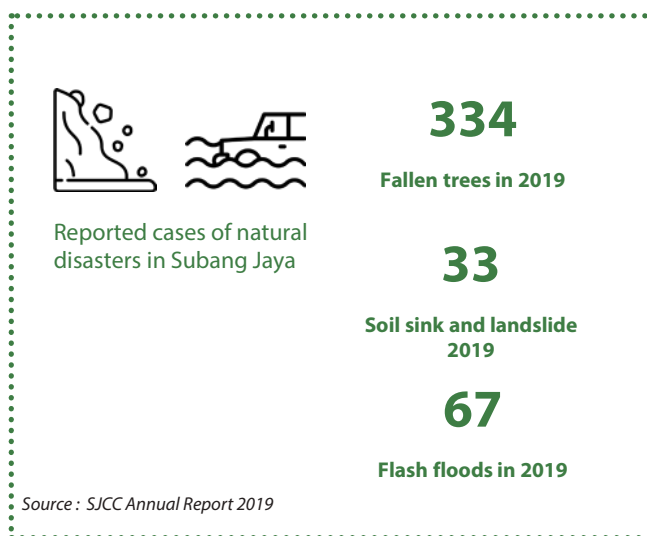 Reported cases of natural
disasters in Subang Jaya
334
Fallen trees in 2019
33
Soil sink and landslide
2019
67
Flash floods in 2019
Source : SJCC Annual Report 2019